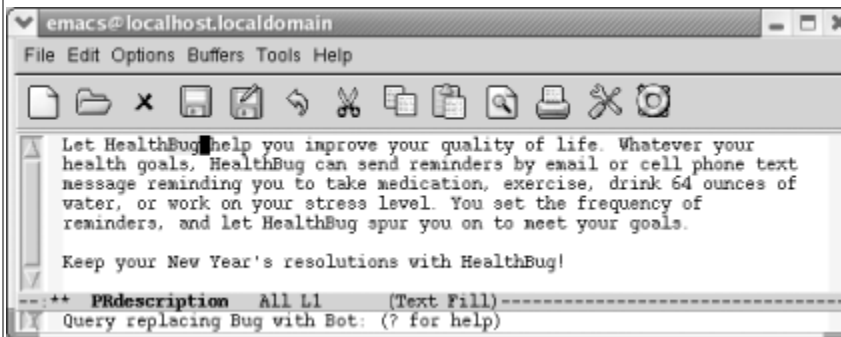 emacs@localhost.localdomain
File Edit Options Buffers Tools Help
Let HealthBug help you improve your quality of life. Whatever your
health goals, HealthBug can send reminders by email or cell phone text
message reminding you to take medication, exercise, drink 64 ounces of
water, or work on your stress level. You set the frequency of
reminders, and let HealthBug spur you on to meet your goals.
Keep your New Year's resolutions with HealthBug!
--:** PRdescription All L1 (Text Fill)----------------------------------
Query replacing Bug with Bot: (? for help)